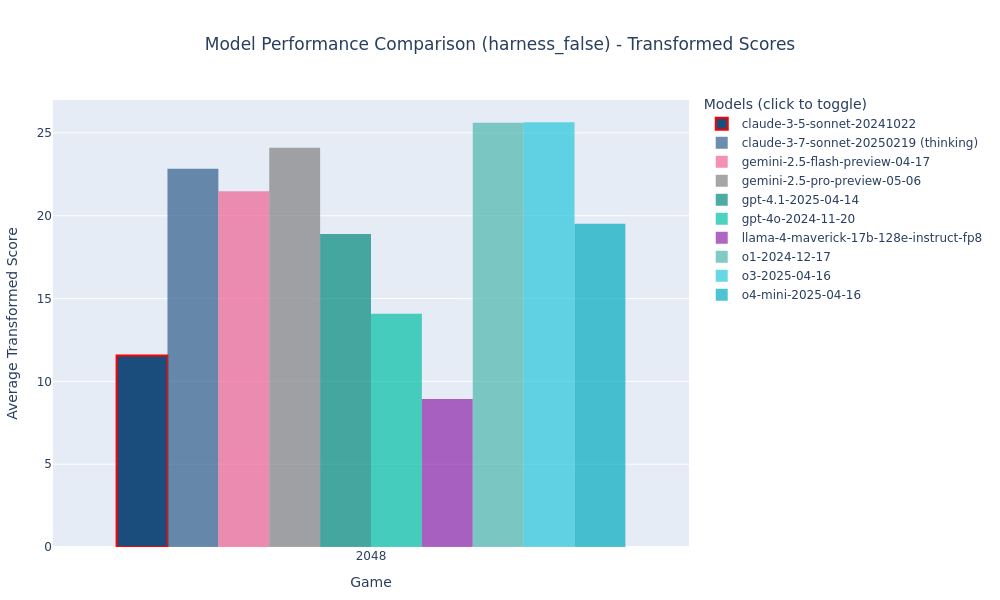 Model Performance Comparison (harness_false) - Transformed Scores
Models (click to toggle)
claude-3-5-sonnet-20241022
claude-3-7-sonnet-20250219 (thinking)
gemini-2.5-flash-preview-04-17
gemini-2.5-pro-preview-05-06
gpt-4.1-2025-04-14
gpt-4o-2024-11-20
llama-4-maverick-17b-128e-instruct-fp8
o1-2024-12-17
o3-2025-04-16
o4-mini-2025-04-16
Average Transformed Score
25
20
15
10
5
0
2048
Game